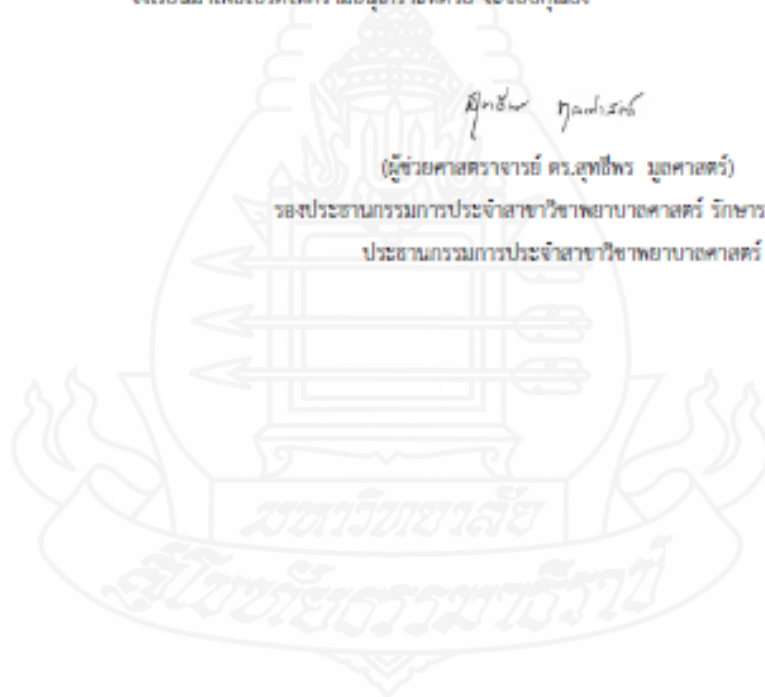 (ผู้ช่วยศาสตราจารย์ ดร.สุทธีพร มูลศาสตร์)
รองประธานกรรมการประจำสาขาวิชาพยาบาลศาสตร์ รักษาร
ประธานกรรมการประจำสาขาวิชาพยาบาลศาสตร์
มหาวิทยาลัย
สุโขทัยธรรมาธิราช